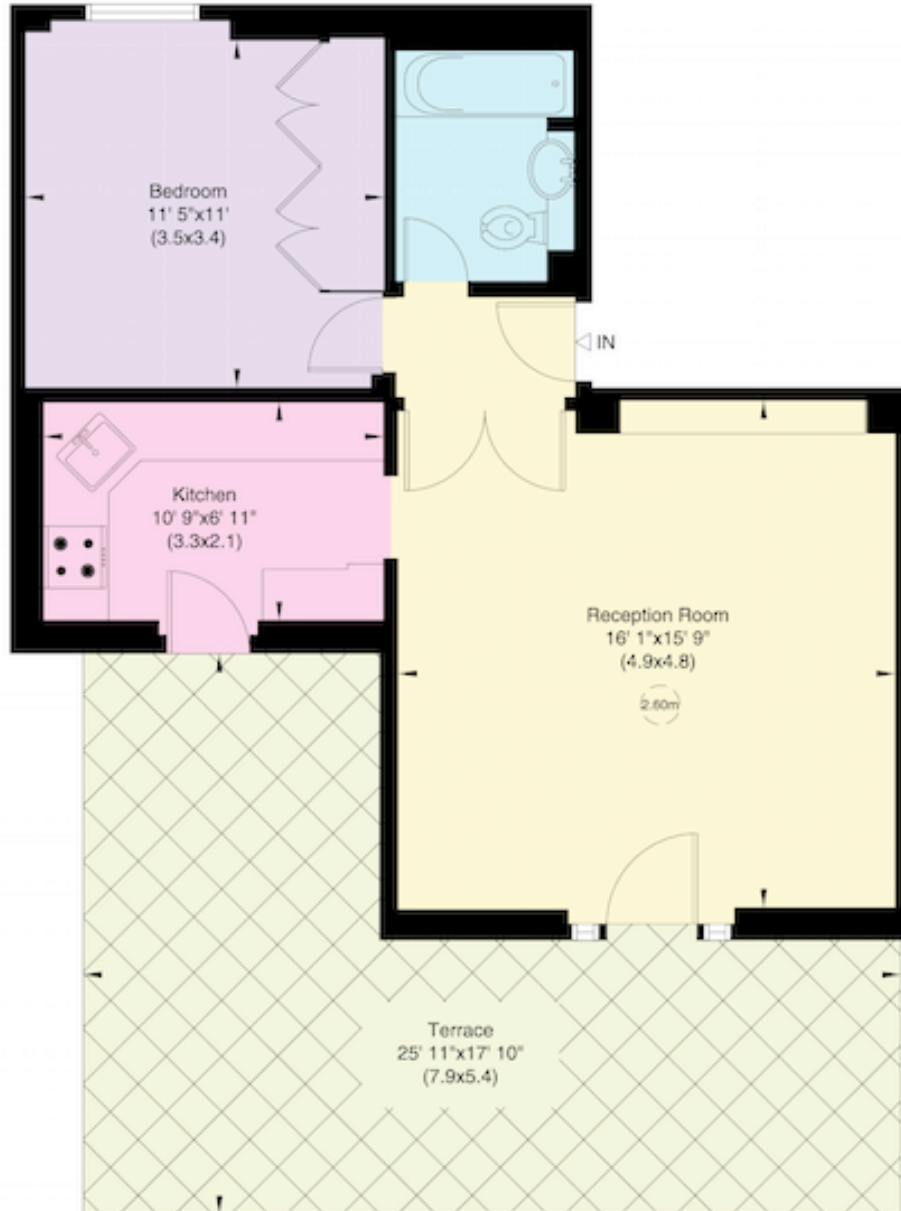 Bedroom
11' 5"x11'
(3.5x3.4)
IN
Kitchen
10' 9"x6' 11"
(3.3x2.1)
Reception Room
16' 1"x15' 9"
(4.9x4.8)
2.60m
Terrace
25' 11"x17' 10"
(7.9x5.4)